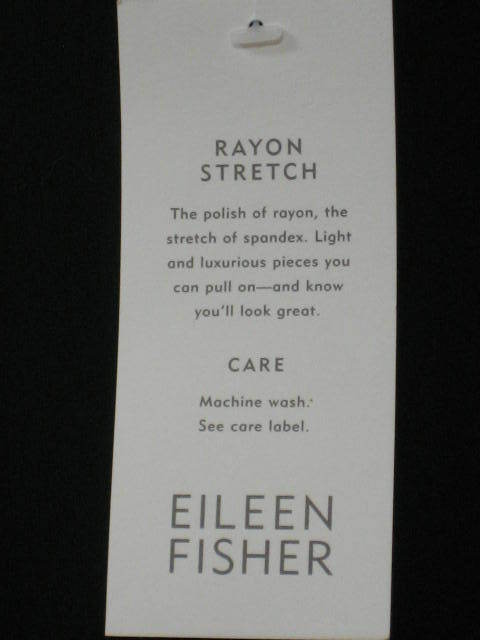 RAYON
STRETCH
The polish of rayon, the
stretch of spandex. Light
and luxurious pieces you
can pull on—and know
you'll look great.
CARE
Machine wash.
See care label.
EILEEN
FISHER